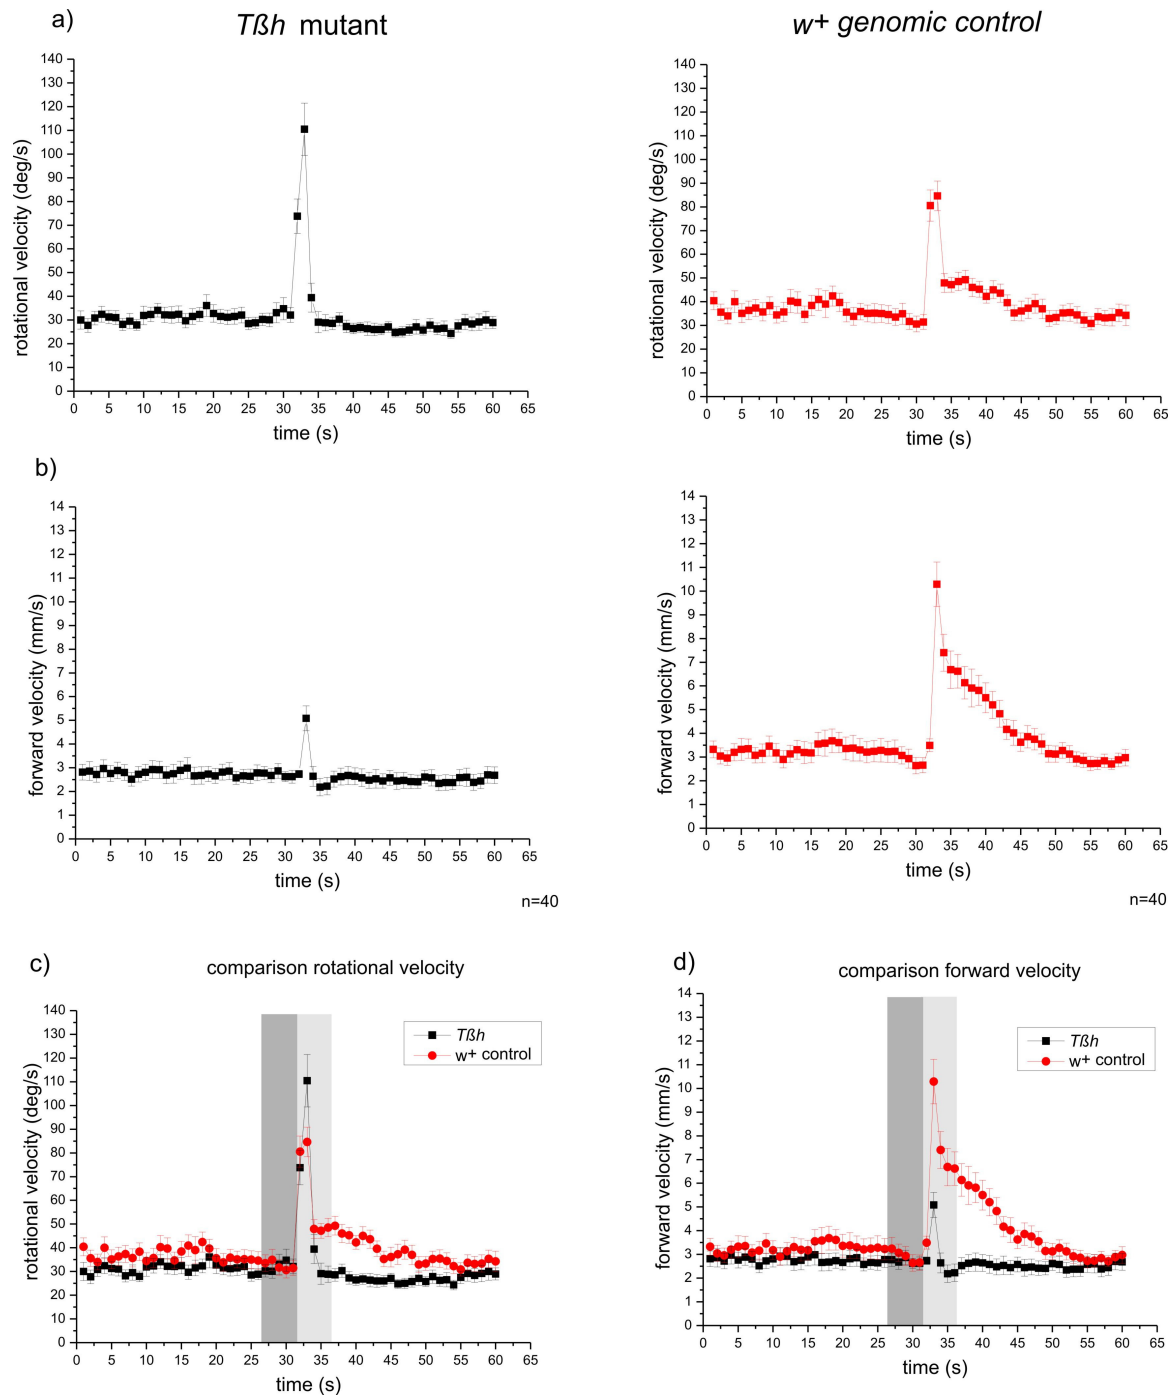 a)
Tßh mutant
w+ genomic control
140
130
120
110
100
90
80
70
60
50
40
30
20
10
0
rotational velocity (deg/s)
0 5 10 15 20 25 30 35 40 45 50 55 60 65
time (s)
140
130
120
110
100
90
80
70
60
50
40
30
20
10
0
rotational velocity (deg/s)
0 5 10 15 20 25 30 35 40 45 50 55 60 65
time (s)
b)
14
13
12
11
10
9
8
7
6
5
4
3
2
1
0
forward velocity (mm/s)
0 5 10 15 20 25 30 35 40 45 50 55 60 65
time (s)
n=40
14
13
12
11
10
9
8
7
6
5
4
3
2
1
0
forward velocity (mm/s)
0 5 10 15 20 25 30 35 40 45 50 55 60 65
time (s)
n=40
c)
comparison rotational velocity
140
130
120
110
100
90
80
70
60
50
40
30
20
10
0
rotational velocity (deg/s)
Tßh
w+ control
0 5 10 15 20 25 30 35 40 45 50 55 60 65
time (s)
d)
comparison forward velocity
14
13
12
11
10
9
8
7
6
5
4
3
2
1
0
forward velocity (mm/s)
Tßh
w+ control
0 5 10 15 20 25 30 35 40 45 50 55 60 65
time (s)